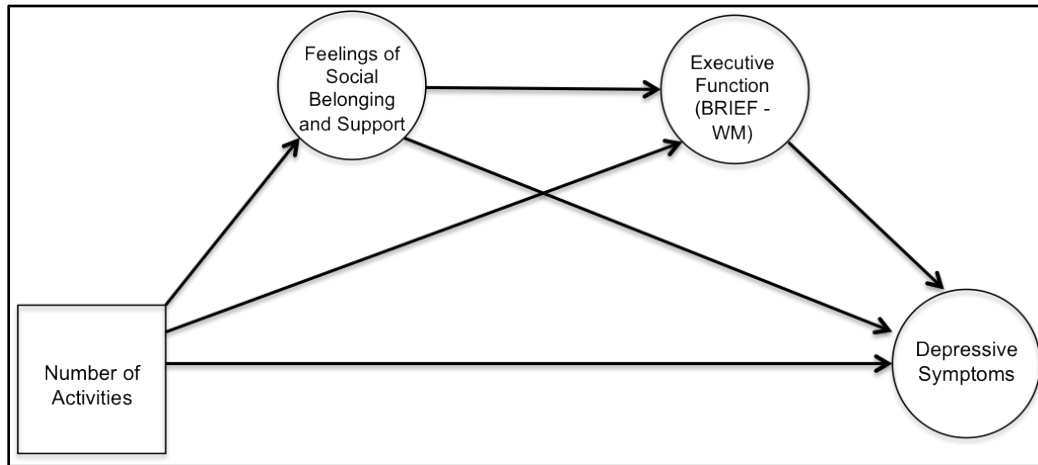 Feelings of
Social
Belonging
and Support
Executive
Function
(BRIEF -
WM)
Number of
Activities
Depressive
Symptoms